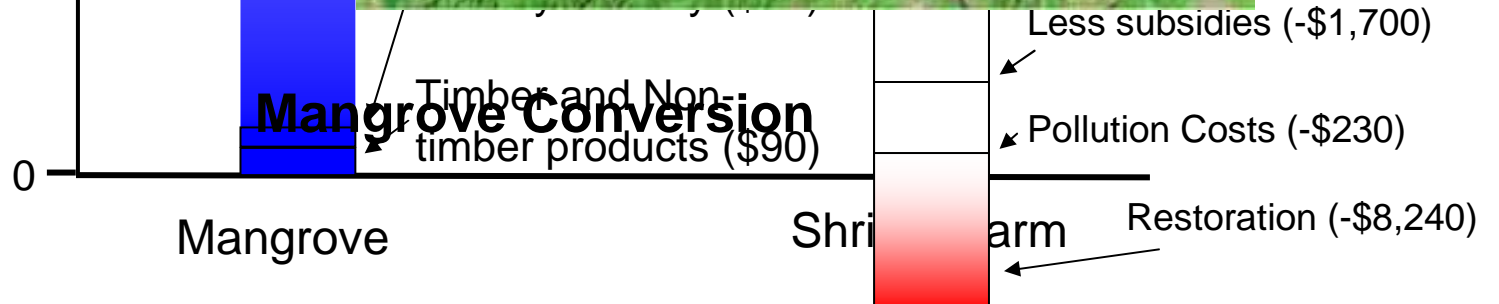 Less subsidies (-$1,700)
Timber and Non-
Mangrove Conversion
Pollution Costs (-$230)
timber products ($90)
0
Restoration (-$8,240)
Mangrove
Shri arm